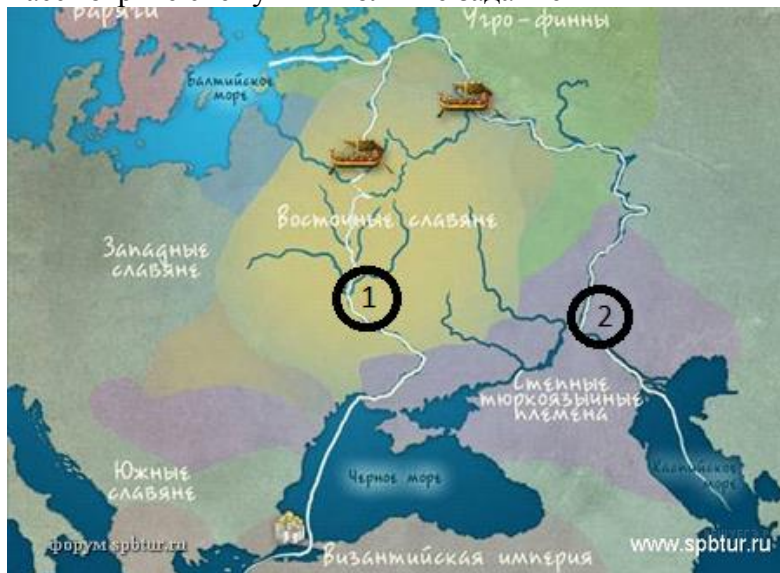 Варяги
Угро-финны
Балтийское
море
Восточные славяне
Западные
славяне
1
2
Степные
тюркоязычные
племена
Южные
славяне
Черное море
Каспийское
море
форум spbtur.ru
Византийская империя
www.spbtur.ru